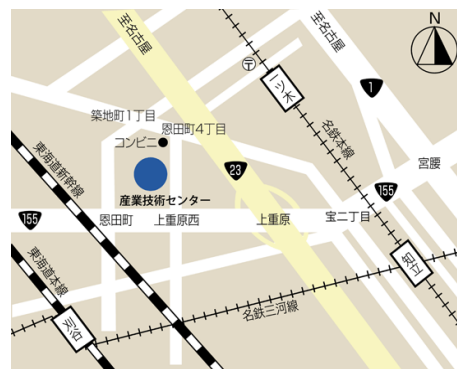 至名古屋
至名古屋
N
一ツ木
1
築地町1丁目
恩田町4丁目
コンビニ
名鉄本線
東海道新幹線
23
宮腰
155
産業技術センター
155
恩田町
上重原西
上重原
宝二丁目
東海道本線
知立
名鉄三河線
刈谷